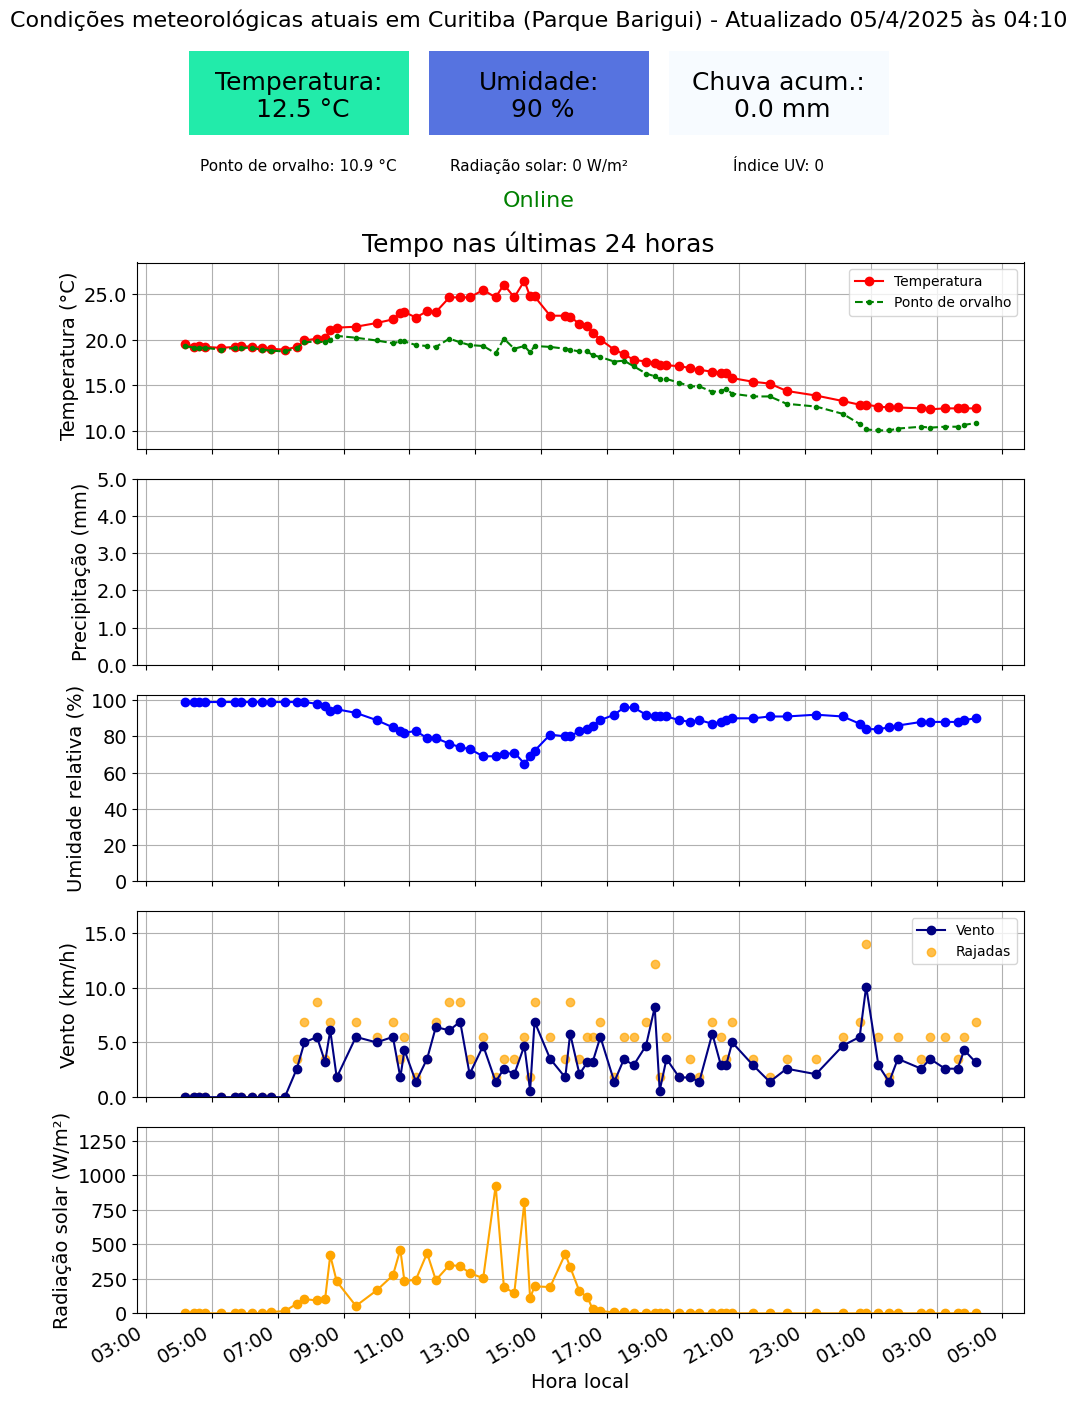 Condições meteorológicas atuais em Curitiba (Parque Barigui) - Atualizado 05/4/2025 às 04:10
Temperatura:
12.5 °C
Umidade:
90 %
Chuva acum.:
0.0 mm
Ponto de orvalho: 10.9 °C
Radiação solar: 0 W/m²
Índice UV: 0
Online
Tempo nas últimas 24 horas
Temperatura (°C)
25.0
20.0
15.0
10.0
Temperatura
Ponto de orvalho
Precipitação (mm)
5.0
4.0
3.0
2.0
1.0
0.0
Umidade relativa (%)
100
80
60
40
20
0
Vento (km/h)
15.0
10.0
5.0
0.0
Vento
Rajadas
Radiação solar (W/m²)
1250
1000
750
500
250
0
03:00
05:00
07:00
09:00
11:00
13:00
15:00
17:00
19:00
21:00
23:00
01:00
03:00
05:00
Hora local